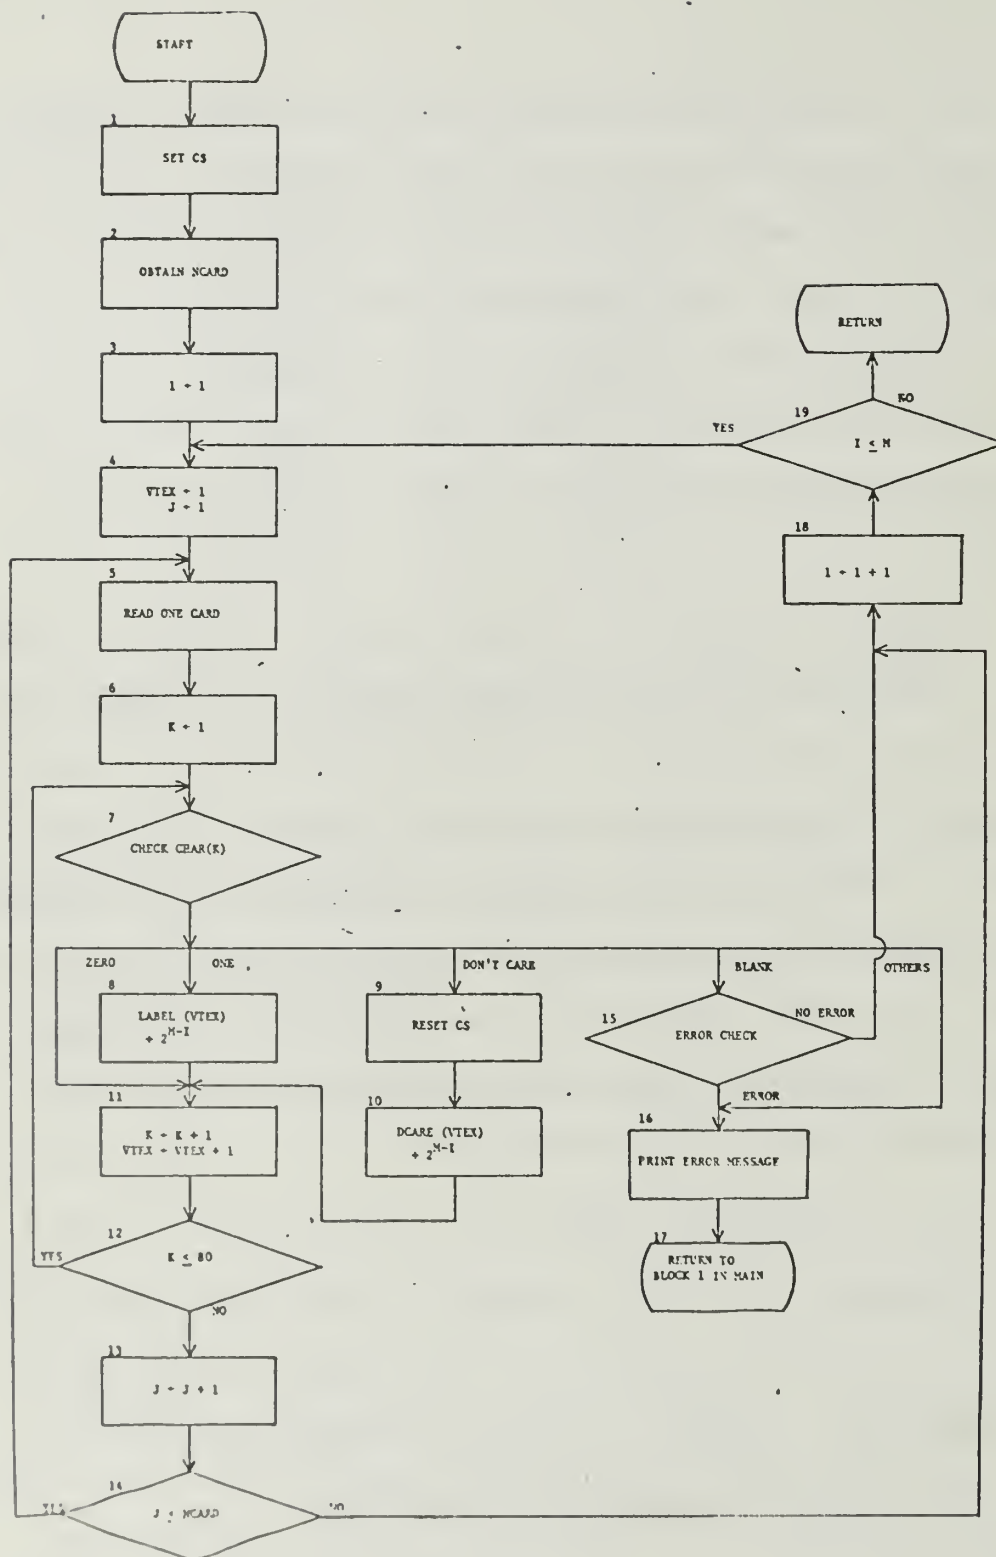 START
1
SET CS
2
OBTAIN NCARD
3
1 ← 1
4
VTEX ← 1
J ← 1
5
READ ONE CARD
6
K ← 1
7
CHECK CHAR(K)
ZERO
ONE
DON'T CARE
BLANK
OTHERS
8
LABEL (VTEX)
+ 2^M-I
9
RESET CS
10
DCARE (VTEX)
+ 2^M-I
11
K ← K + 1
VTEX ← VTEX + 1
12
K ≤ 80
YES
NO
13
J ← J + 1
14
J ≤ NCARD
YES
NO
15
ERROR CHECK
NO ERROR
ERROR
16
PRINT ERROR MESSAGE
17
RETURN TO
BLOCK 1 IN MAIN
18
1 ← 1 + 1
19
I ≤ M
YES
NO
RETURN